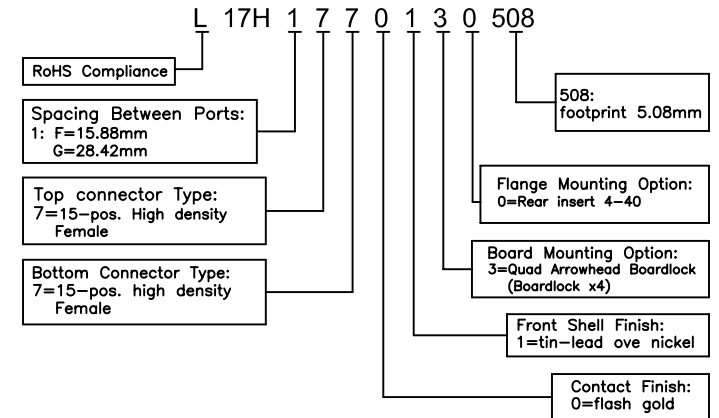 L 17H 1 7 7 0 1 3 0 508
RoHS Compliance
Spacing Between Ports:
1: F=15.88mm
G=28.42mm
Top connector Type:
7=15-pos. High density
Female
Bottom Connector Type:
7=15-pos. high density
Female
508:
footprint 5.08mm
Flange Mounting Option:
0=Rear insert 4-40
Board Mounting Option:
3=Quad Arrowhead Boardlock
(Boardlock x4)
Front Shell Finish:
1=tin-lead ove nickel
Contact Finish:
0=flash gold